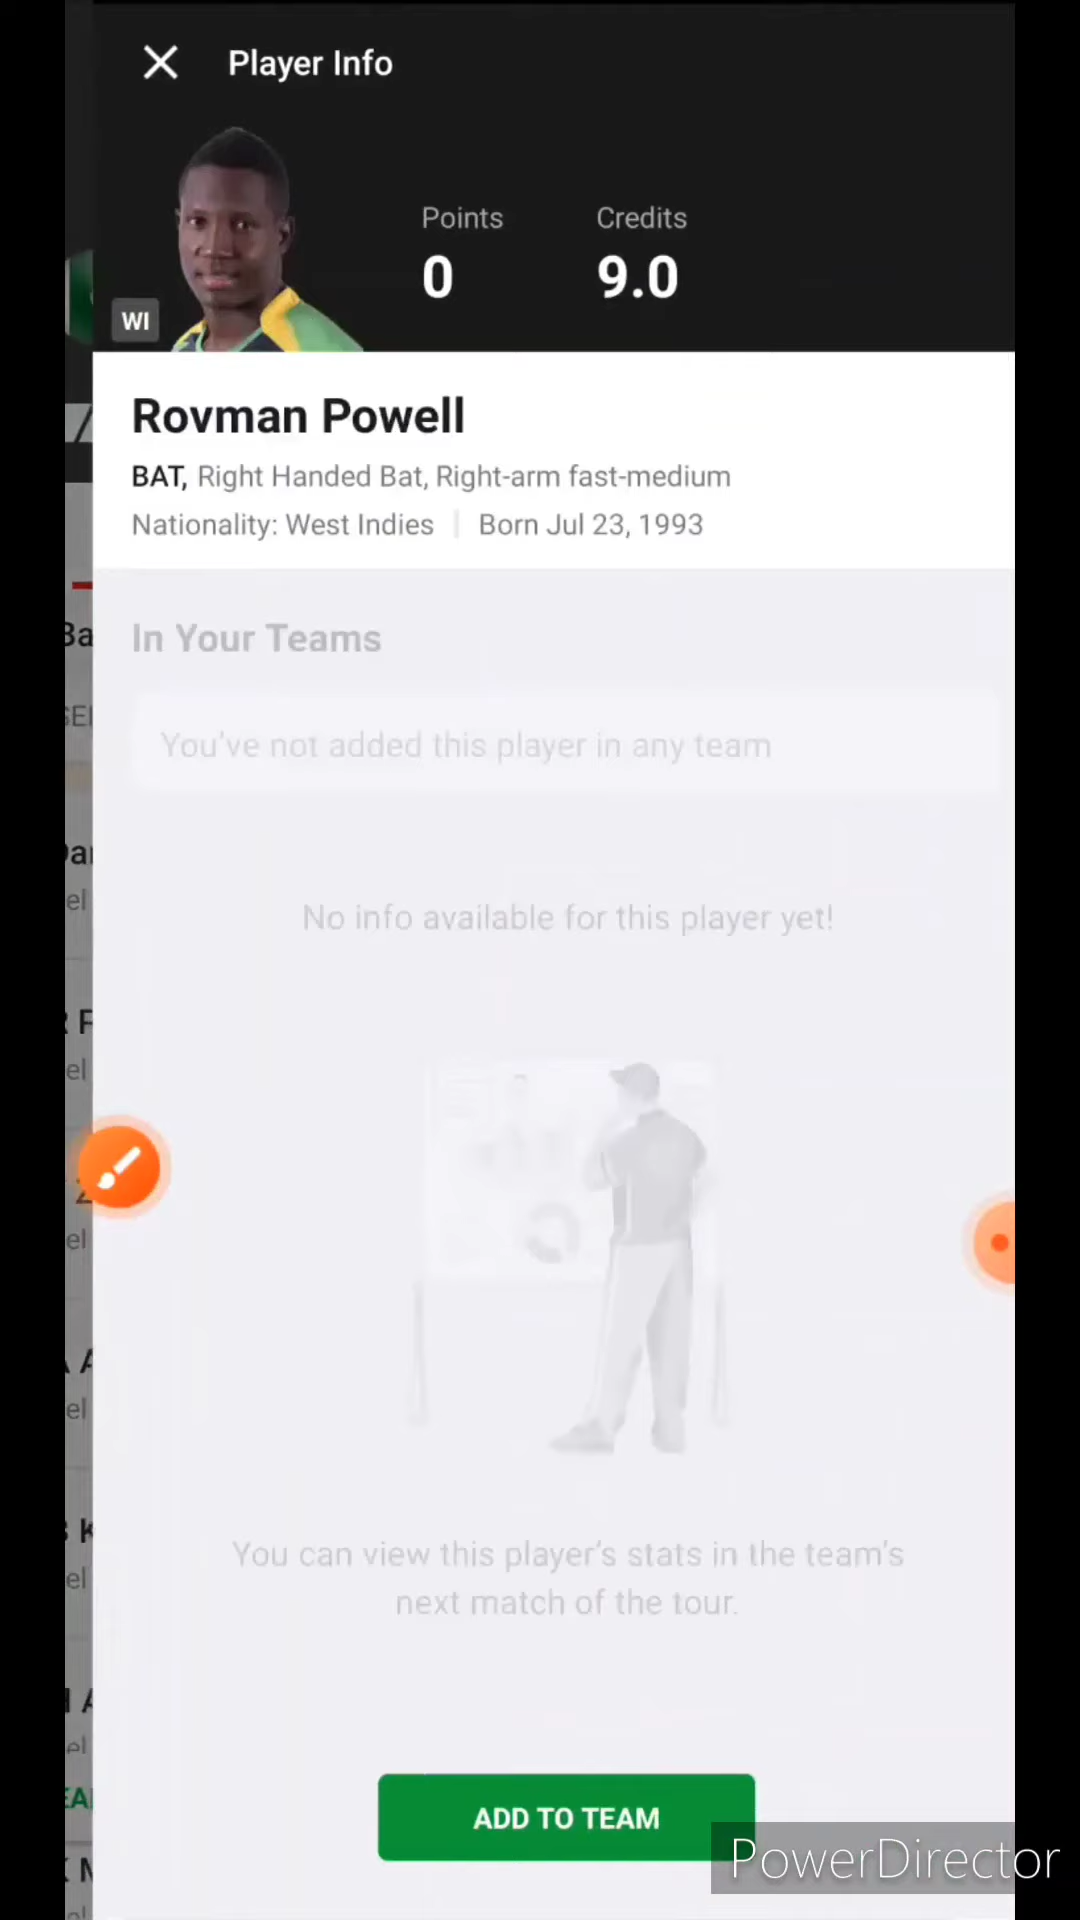 Player Info
Points
Credits
0
9.0
WI
Rovman Powell
BAT, Right Handed Bat, Right-arm fast-medium
Nationality: West Indies
Born Jul 23, 1993
In Your Teams
You've not added this player in any team
No info available for this player yet!
You can view this player's stats in the team's
next match of the tour.
ADD TO TEAM
PowerDirector